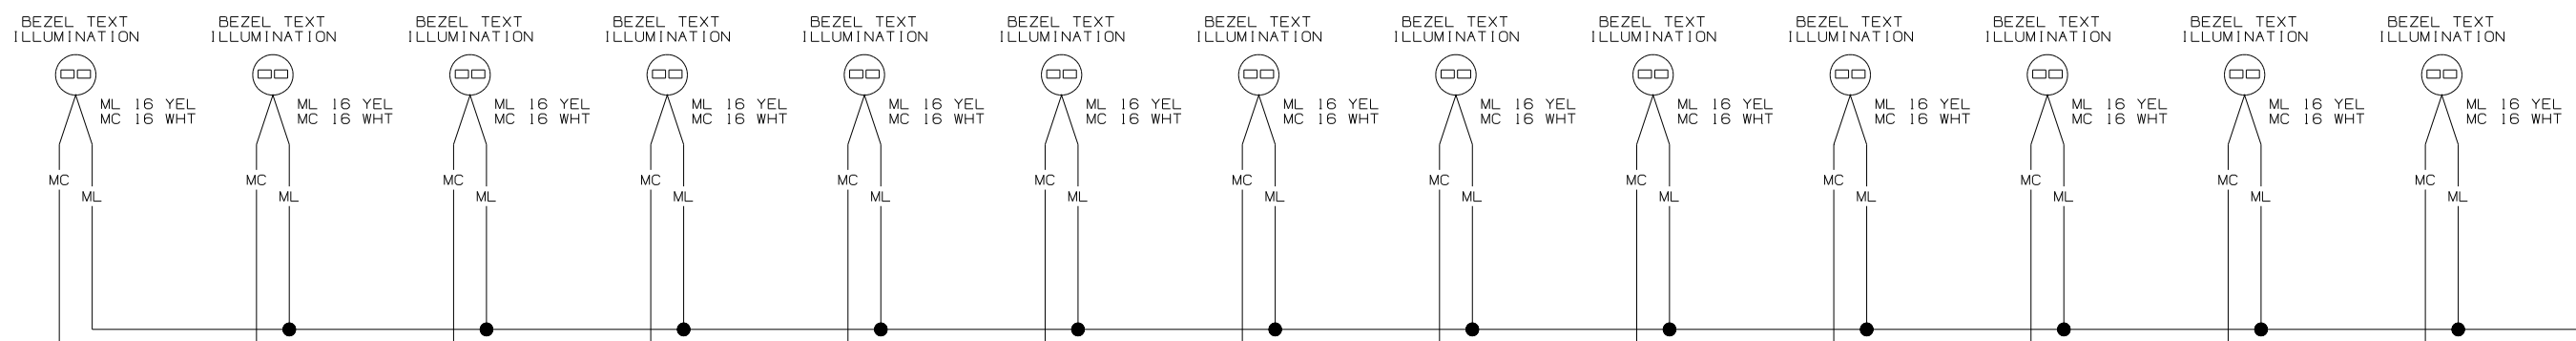 BEZEL TEXT BEZEL TEXT BEZEL TEXT BEZEL TEXT BEZEL TEXT BEZEL TEXT BEZEL TEXT BEZEL TEXT BEZEL TEXT BEZEL TEXT BEZEL TEXT BEZEL TEXT BEZEL TEXT
ILLUMINATION ILLUMINATION ILLUMINATION ILLUMINATION ILLUMINATION ILLUMINATION ILLUMINATION ILLUMINATION ILLUMINATION ILLUMINATION ILLUMINATION ILLUMINATION ILLUMINATION
ML 16 YEL ML 16 YEL ML 16 YEL ML 16 YEL ML 16 YEL ML 16 YEL ML 16 YEL ML 16 YEL ML 16 YEL ML 16 YEL ML 16 YEL ML 16 YEL ML 16 YEL
MC 16 WHT MC 16 WHT MC 16 WHT MC 16 WHT MC 16 WHT MC 16 WHT MC 16 WHT MC 16 WHT MC 16 WHT MC 16 WHT MC 16 WHT MC 16 WHT MC 16 WHT
MC MC MC MC MC MC MC MC MC MC MC MC MC
ML ML ML ML ML ML ML ML ML ML ML ML ML